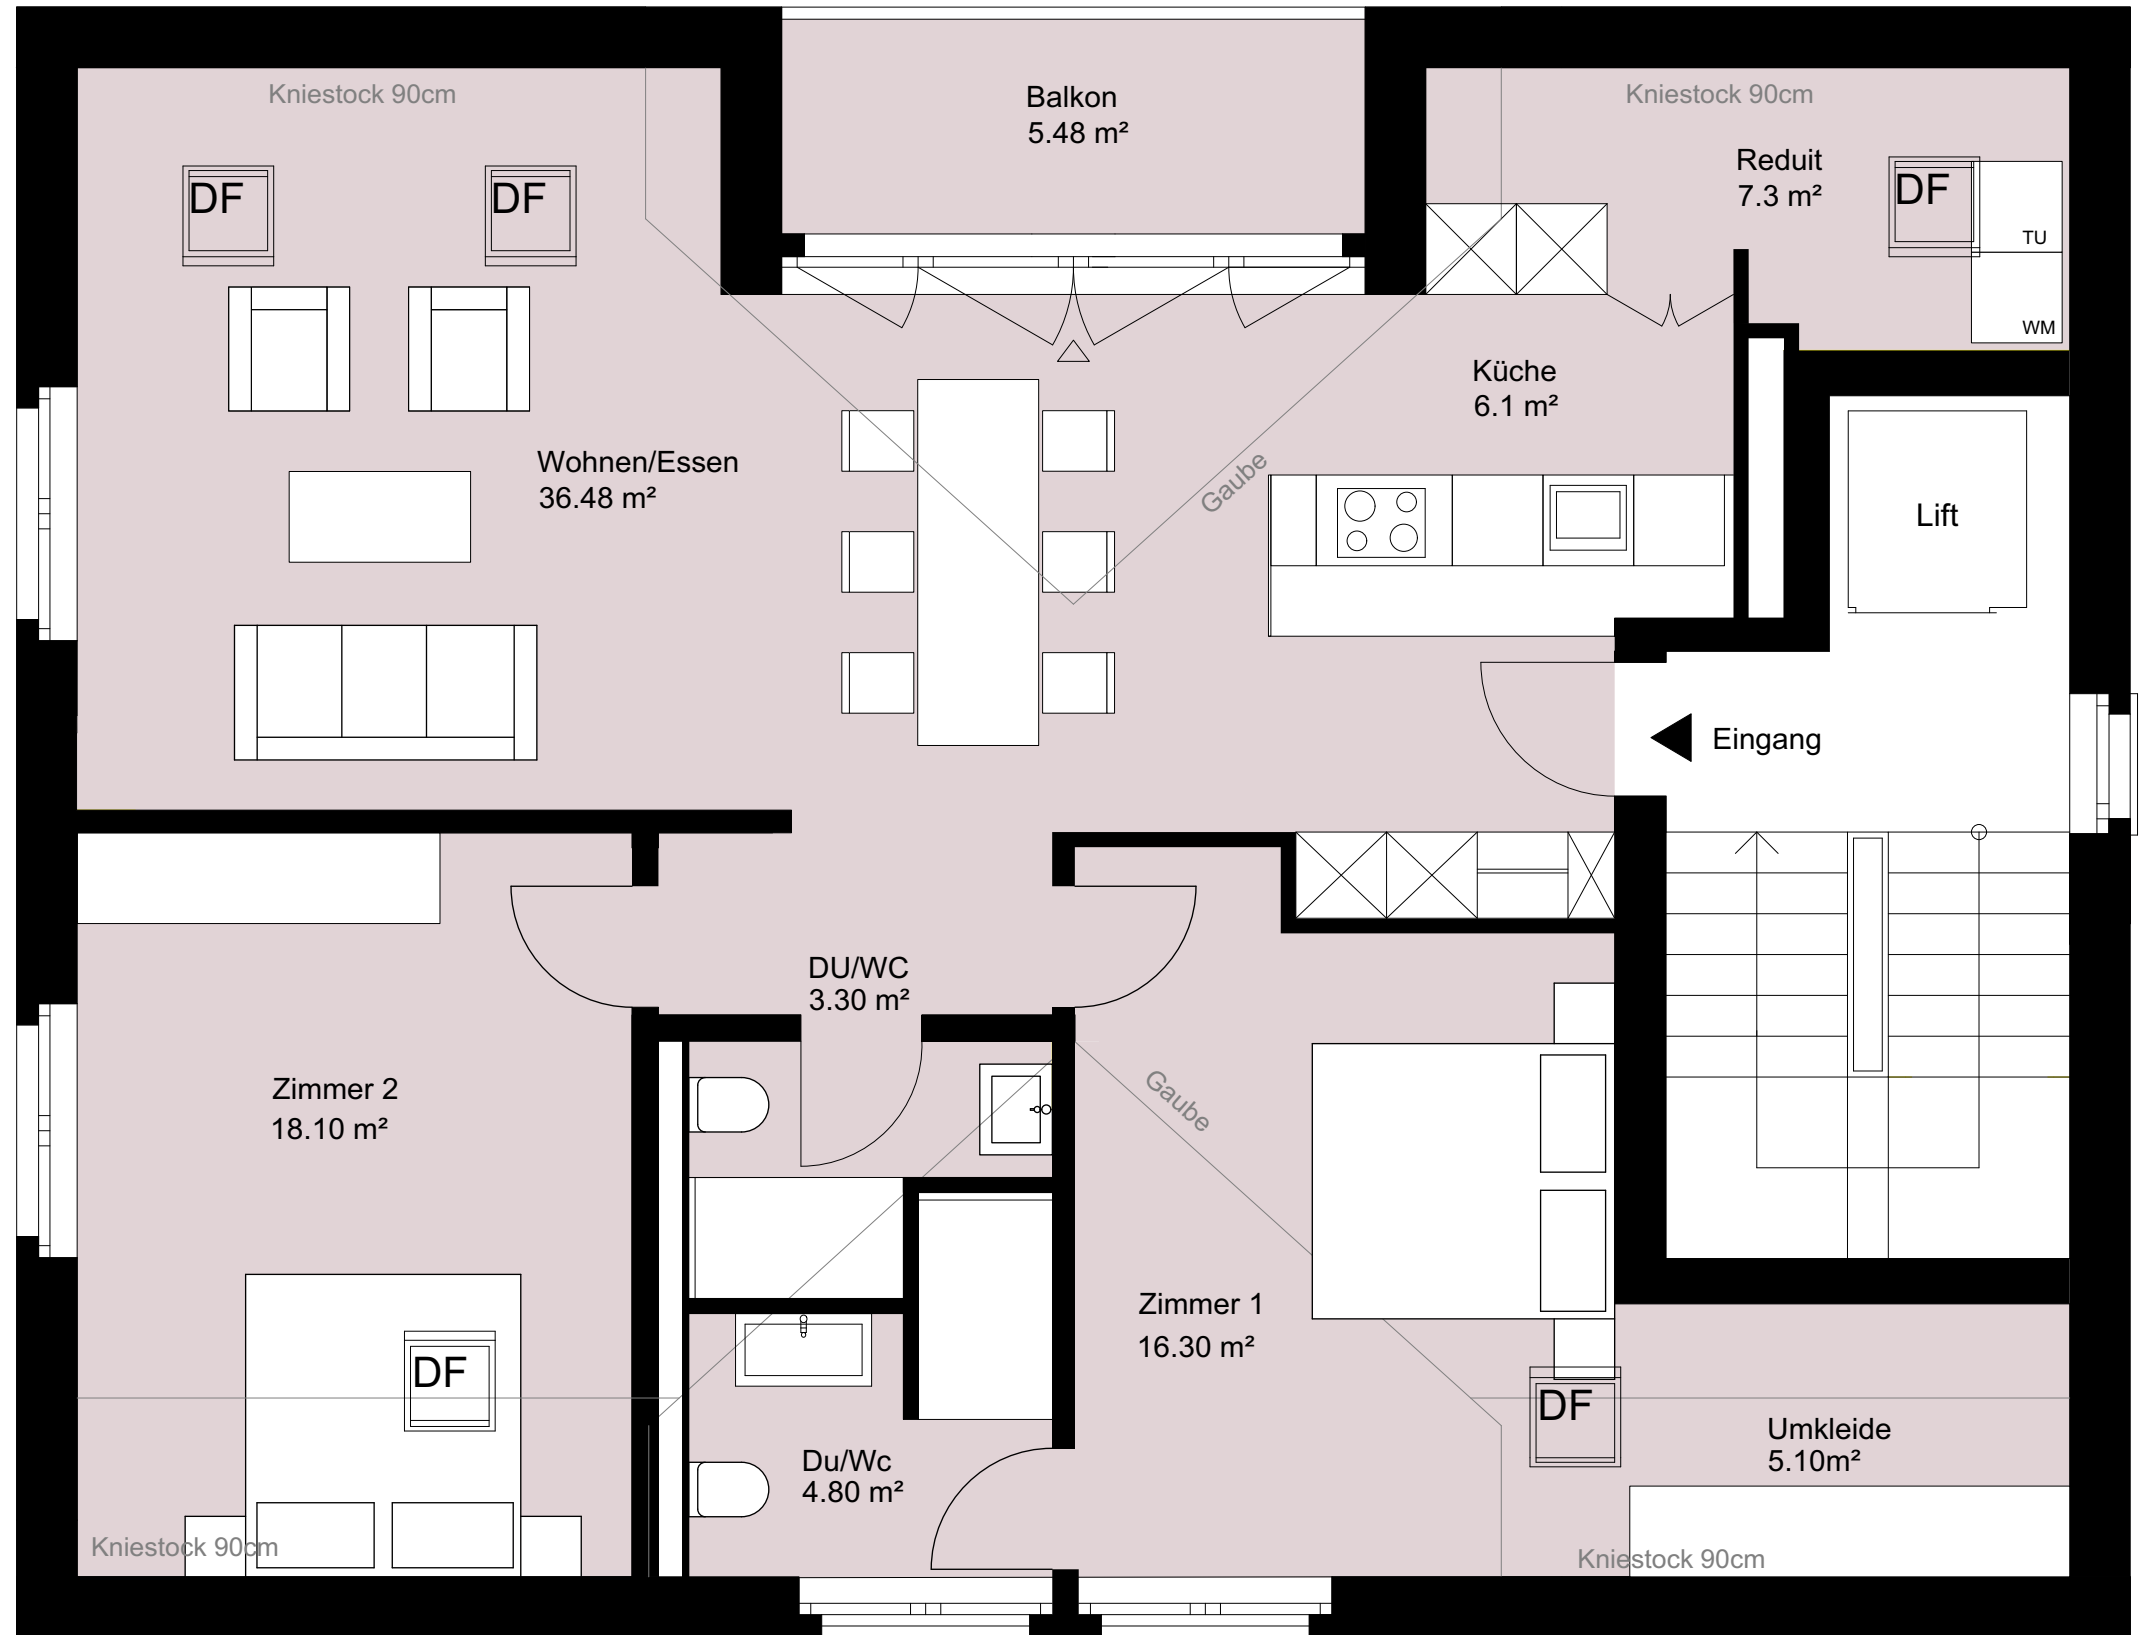 Kniestock 90cm
Balkon
5.48 m²
Kniestock 90cm
Reduit
7.3 m²
DF
DF
DF
TU
WM
Küche
6.1 m²
Wohnen/Essen
36.48 m²
Gaube
Lift
Eingang
DU/WC
3.30 m²
Zimmer 2
18.10 m²
Gaube
Zimmer 1
16.30 m²
DF
DF
Umkleide
5.10m²
Du/Wc
4.80 m²
Kniestock 90cm
Kniestock 90cm